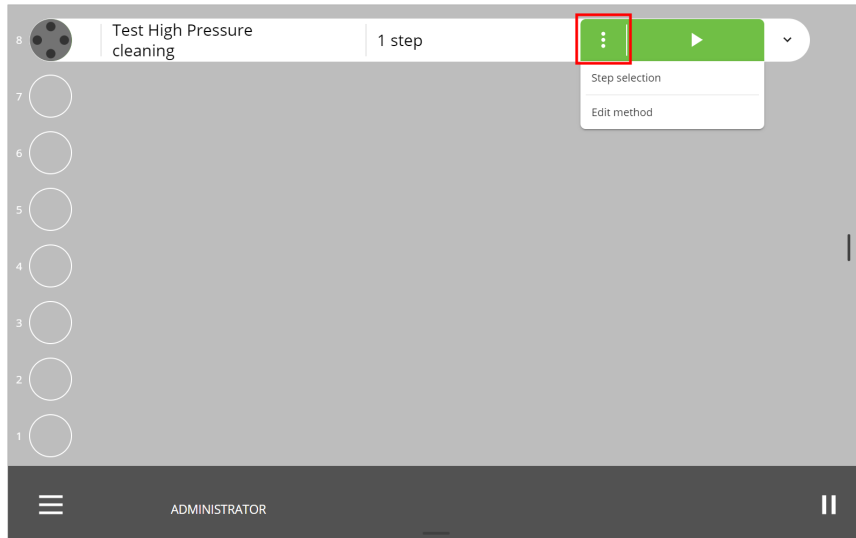 8
Test High Pressure
cleaning
1 step
Step selection
Edit method
7
6
5
4
3
2
1
ADMINISTRATOR